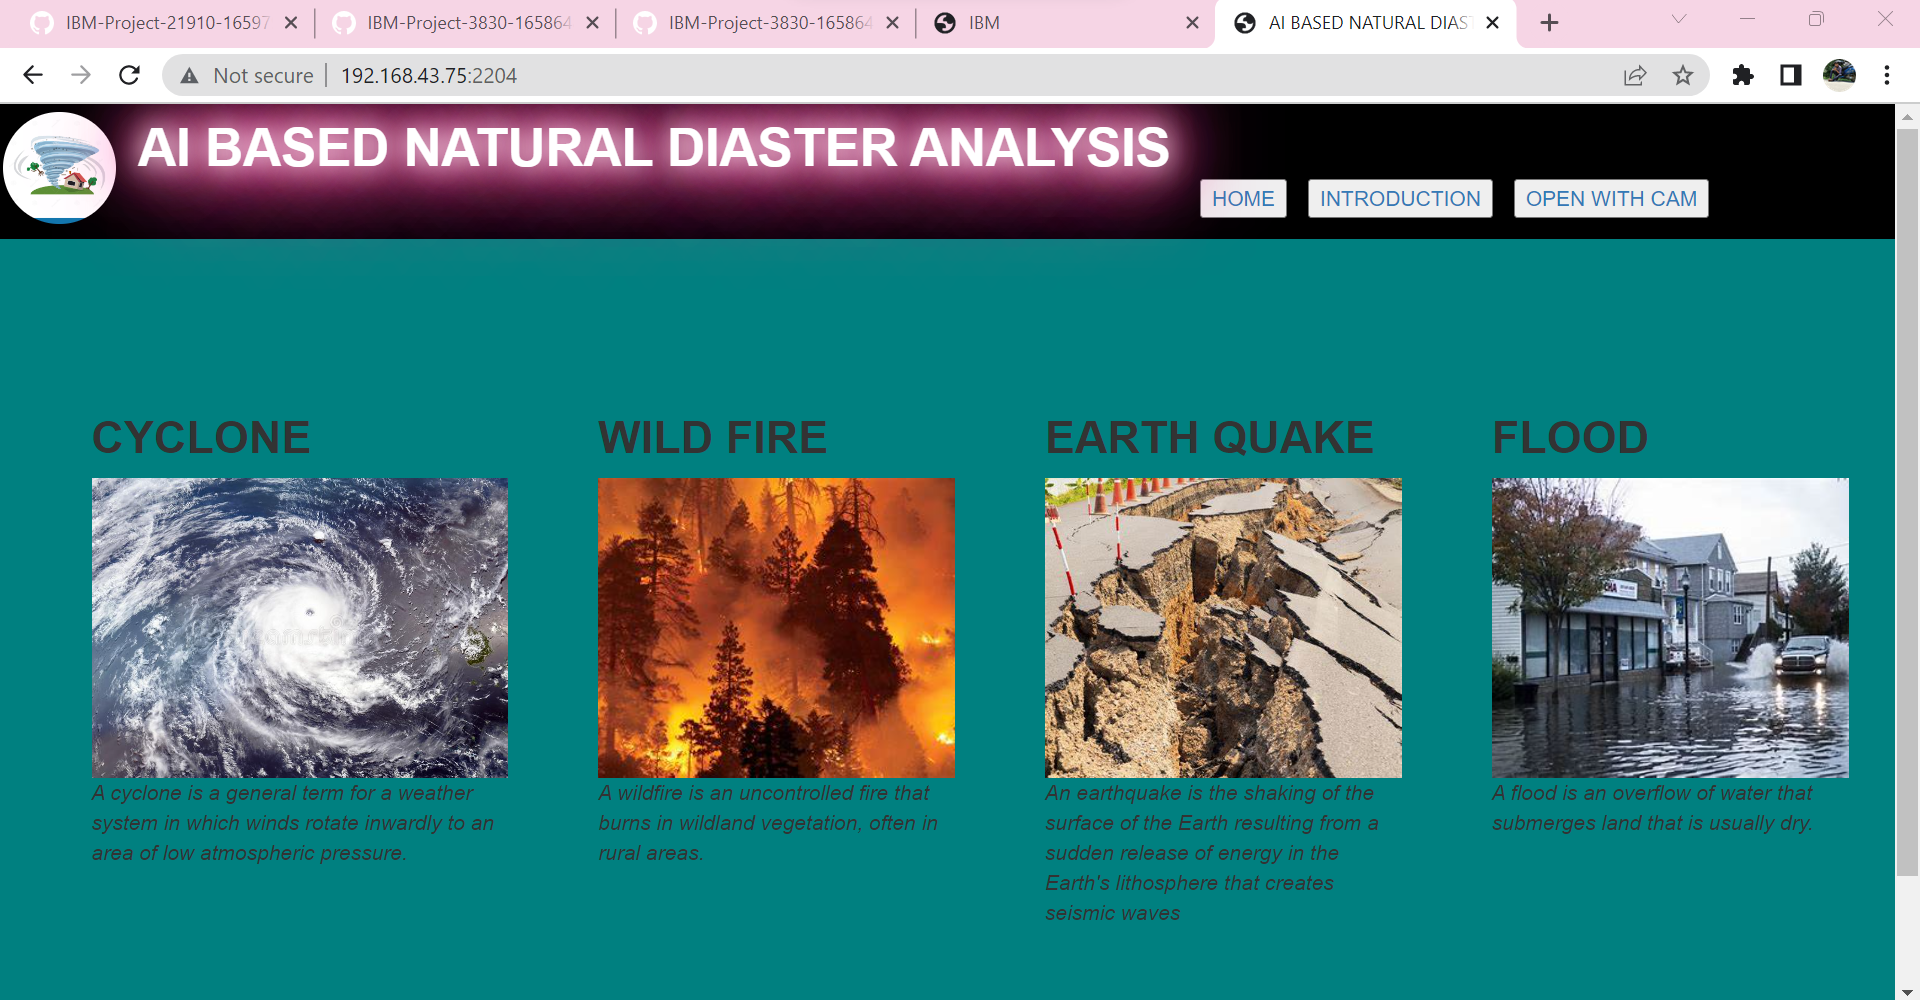 IBM-Project-21910-16597
IBM-Project-3830-165864
IBM-Project-3830-165864
IBM
AI BASED NATURAL DIAST
Not secure
192.168.43.75:2204
AI BASED NATURAL DIASTER ANALYSIS
HOME
INTRODUCTION
OPEN WITH CAM
CYCLONE
A cyclone is a general term for a weather
system in which winds rotate inwardly to an
area of low atmospheric pressure.
WILD FIRE
A wildfire is an uncontrolled fire that
burns in wildland vegetation, often in
rural areas.
EARTH QUAKE
An earthquake is the shaking of the
surface of the Earth resulting from a
sudden release of energy in the
Earth's lithosphere that creates
seismic waves
FLOOD
A flood is an overflow of water that
submerges land that is usually dry.